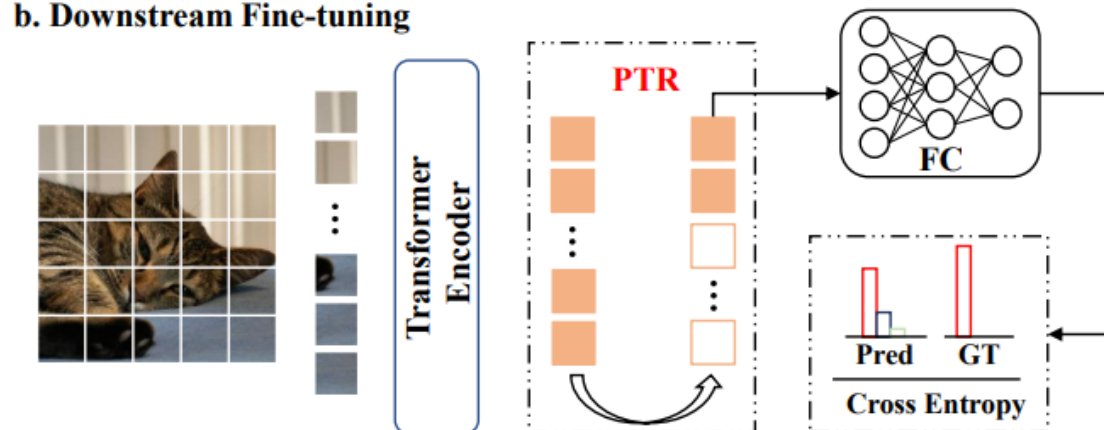 b. Downstream Fine-tuning
Transformer
Encoder
PTR
FC
Pred
GT
Cross Entropy